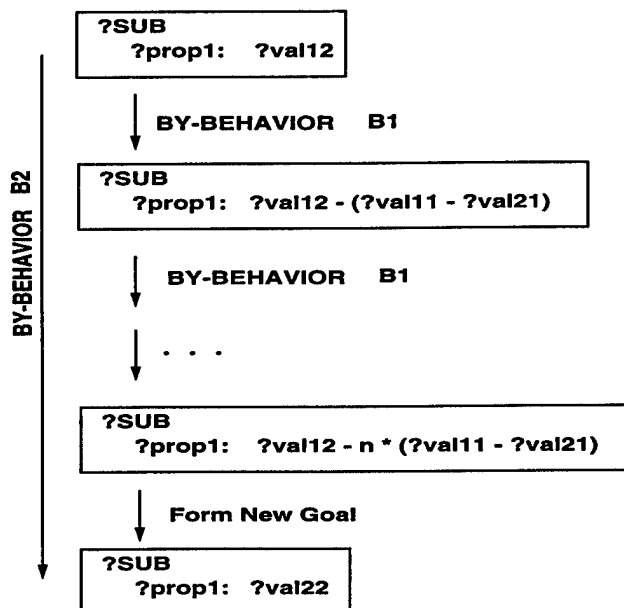 ?SUB
?prop1: ?val12
BY-BEHAVIOR B1
?SUB
?prop1: ?val12 - (?val11 - ?val21)
BY-BEHAVIOR B1
. . .
?SUB
?prop1: ?val12 - n * (?val11 - ?val21)
Form New Goal
?SUB
?prop1: ?val22
BY-BEHAVIOR B2